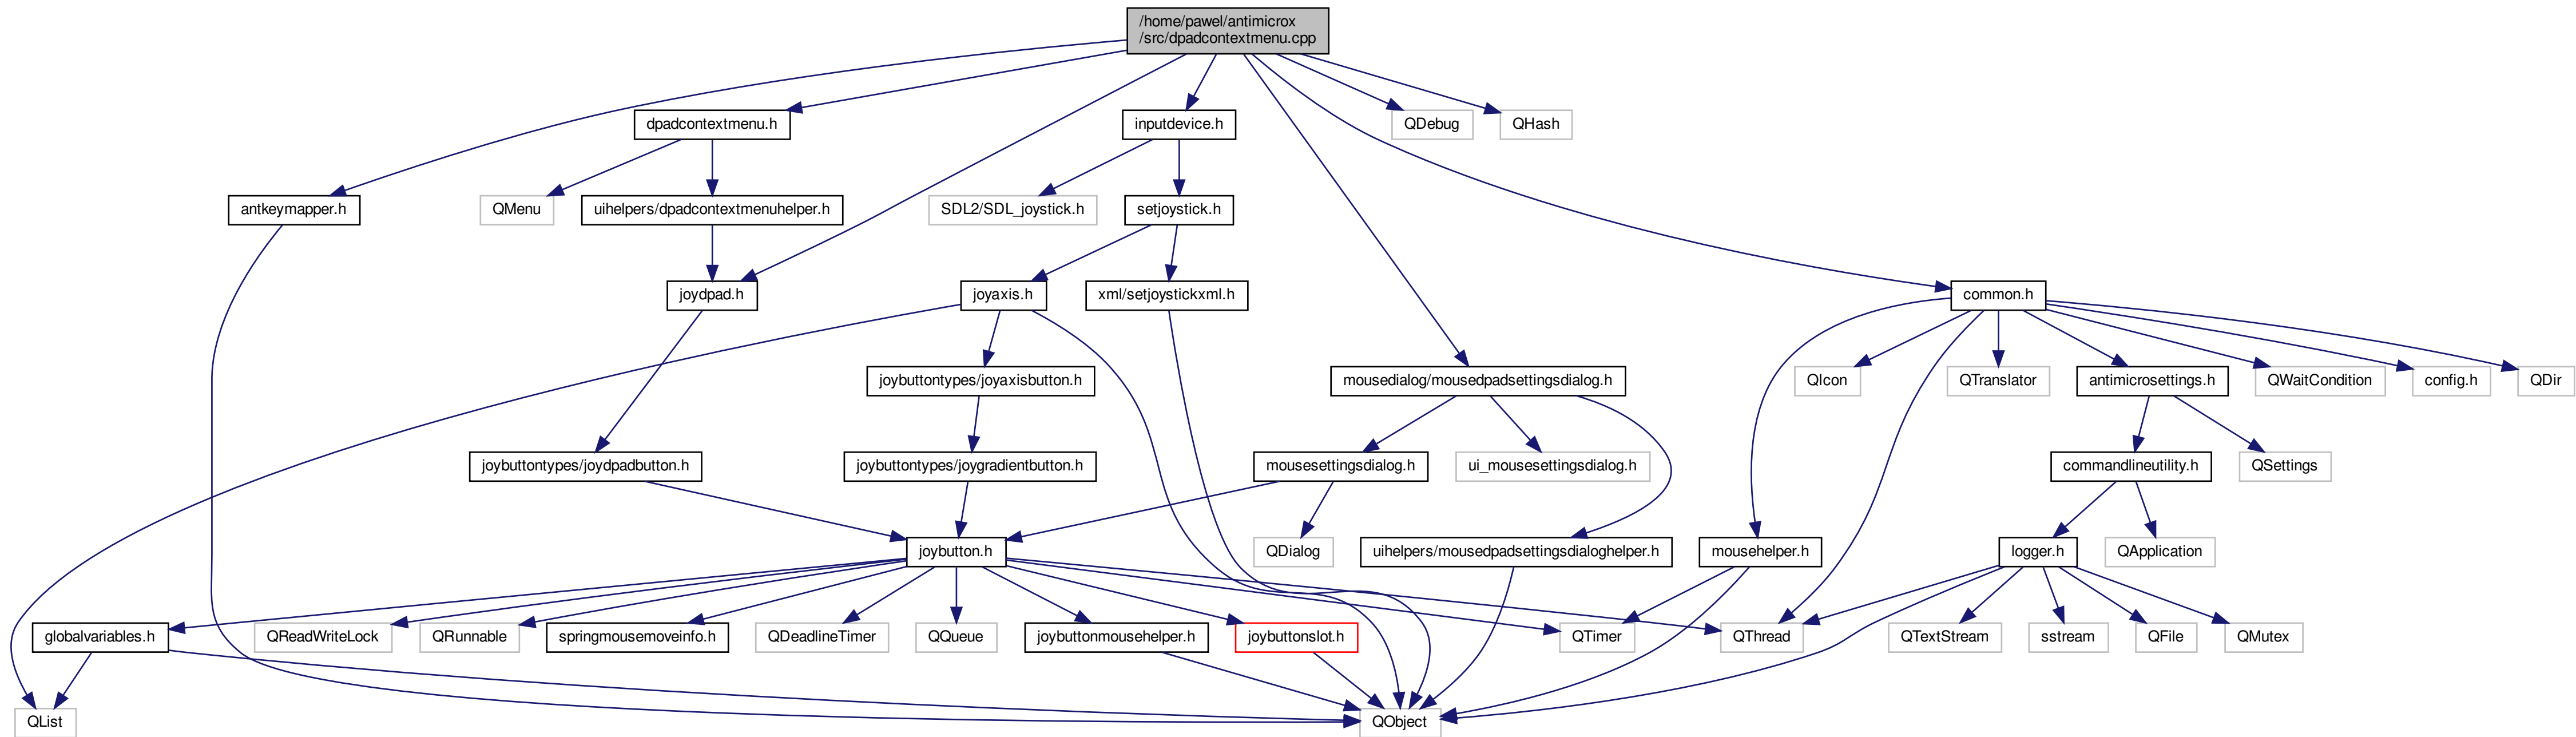 /home/pawel/antimicrox
/src/dpadcontextmenu.cpp
dpadcontextmenu.h
inputdevice.h
QDebug
QHash
antkeymapper.h
QMenu
uihelpers/dpadcontextmenuhelper.h
SDL2/SDL_joystick.h
setjoystick.h
joydpad.h
joyaxis.h
xml/setjoystickxml.h
common.h
joybuttontypes/joyaxisbutton.h
mousedialog/mousedpadsettingsdialog.h
QIcon
QTranslator
antimicrosettings.h
QWaitCondition
config.h
QDir
joybuttontypes/joydpadbutton.h
joybuttontypes/joygradientbutton.h
mousesettingsdialog.h
ui_mousesettingsdialog.h
commandlineutility.h
QSettings
joybutton.h
QDialog
uihelpers/mousedpadsettingsdialoghelper.h
mousehelper.h
logger.h
QApplication
globalvariables.h
QReadWriteLock
QRunnable
springmousemoveinfo.h
QDeadlineTimer
QQueue
joybuttonmousehelper.h
joybuttonslot.h
QTimer
QThread
QTextStream
sstream
QFile
QMutex
QList
QObject